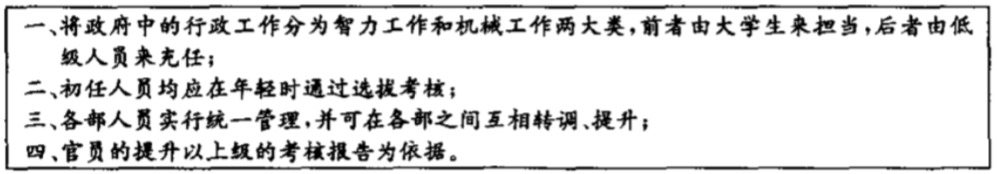 一、将政府中的行政工作分为智力工作和机械工作两大类，前者由大学生来担当，后者由低
级人员来充任；
二、初任人员均应在年轻时通过选拔考核；
三、各部人员实行统一管理，并可在各部之间互相转调、提升；
四、官员的提升以上级的考核报告为依据。